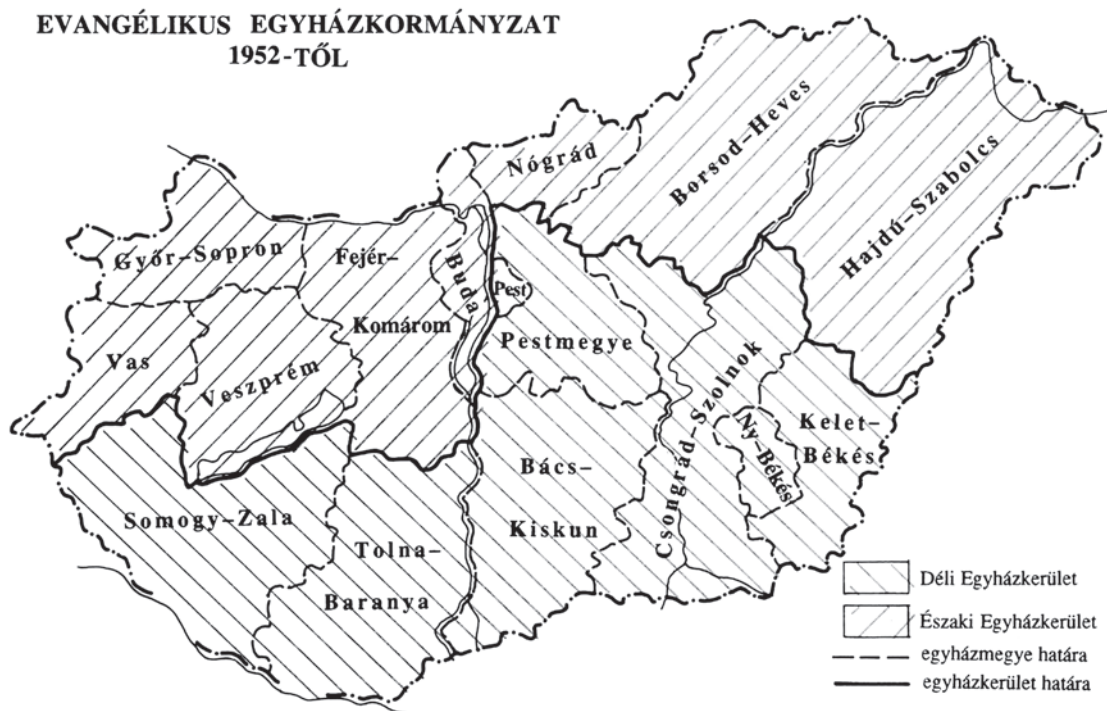 EVANGÉLIKUS EGYHÁZKORMÁNYZAT
1952-TŐL
Borsod-Heves
Nógrád
Hajdú-Szabolcs
Győr-Sopron
Fejér-
Komárom
Buda
Pest
Pestmegye
Vas
Veszprém
Csongrád-Szolnok
Ny-Békés
Kelet-
Békés
Bács-
Kiskun
Somogy-Zala
Tolna-
Baranya
Déli Egyházkerület
Északi Egyházkerület
egyházmegye határa
egyházkerület határa